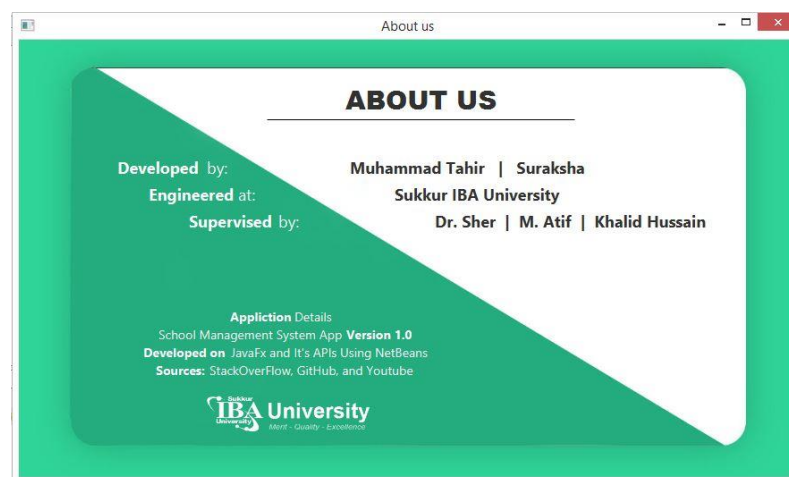 About us
ABOUT US
Developed by: Muhammad Tahir | Suraksha
Engineered at: Sukkur IBA University
Supervised by: Dr. Sher | M. Atif | Khalid Hussain
Appliction Details
School Management System App Version 1.0
Developed on JavaFx and It's APIs Using NetBeans
Sources: StackOverFlow, GitHub, and Youtube
Sukkur
IBA University
University
Merit - Quality - Excellence